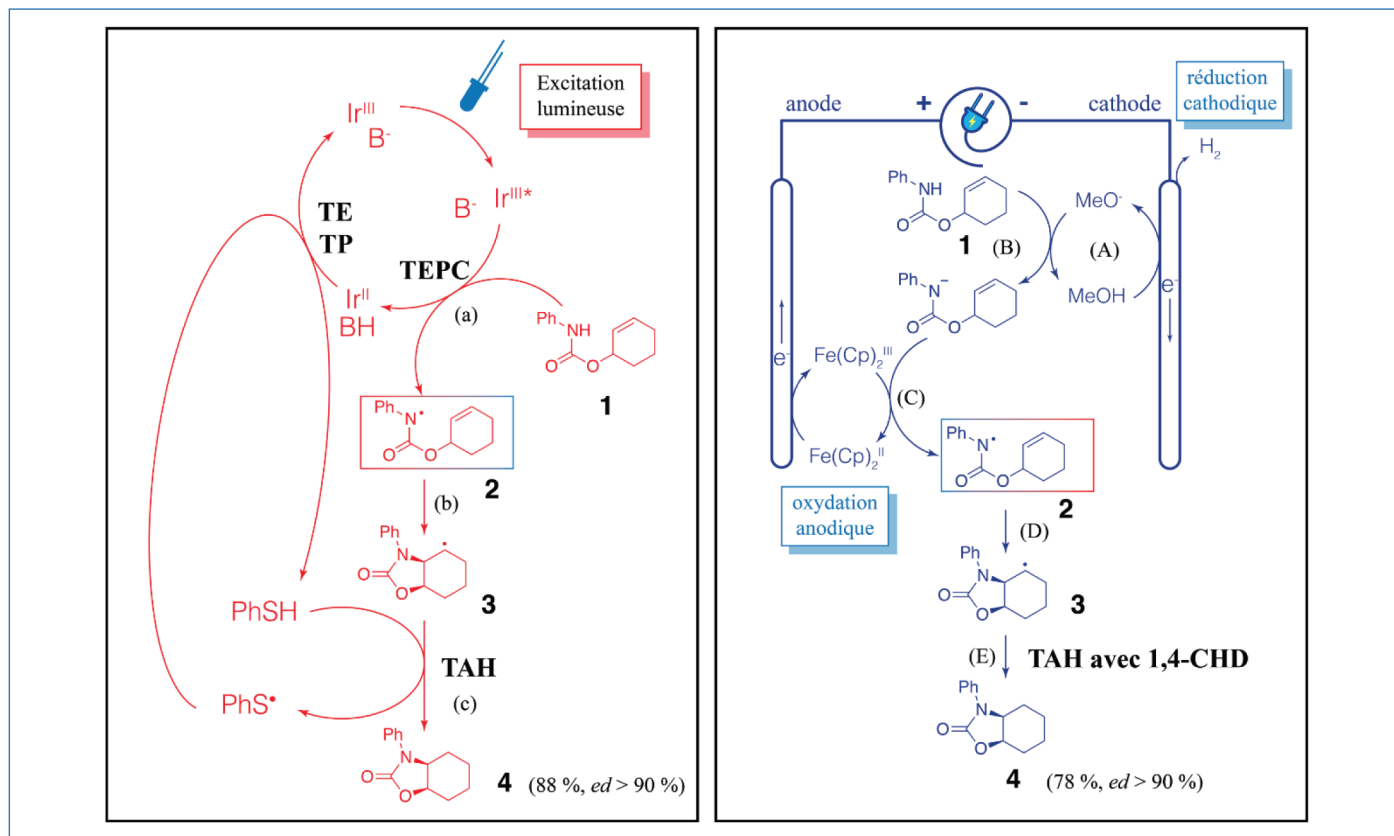 Excitation
lumineuse
Ir^III
B⁻
B⁻ Ir^III*
TE
TP
TEPC
Ir^II
BH
(a)
Ph
NH
O
O
1
Ph
N•
O
O
2
(b)
Ph
N
O
O
•
3
PhSH
TAH
PhS•
(c)
Ph
N
O
O
4 (88 %, ed > 90 %)
réduction
cathodique
anode + - cathode
H₂
Ph
NH
O
O
1 (B)
MeO⁻
(A)
MeOH
e⁻
Ph
N⁻
O
O
e⁻
Fe(Cp)₂^III
(C)
Fe(Cp)₂^II
Ph
N•
O
O
2
oxydation
anodique
(D)
Ph
N
O
O
•
3
(E) TAH avec 1,4-CHD
Ph
N
O
O
4 (78 %, ed > 90 %)